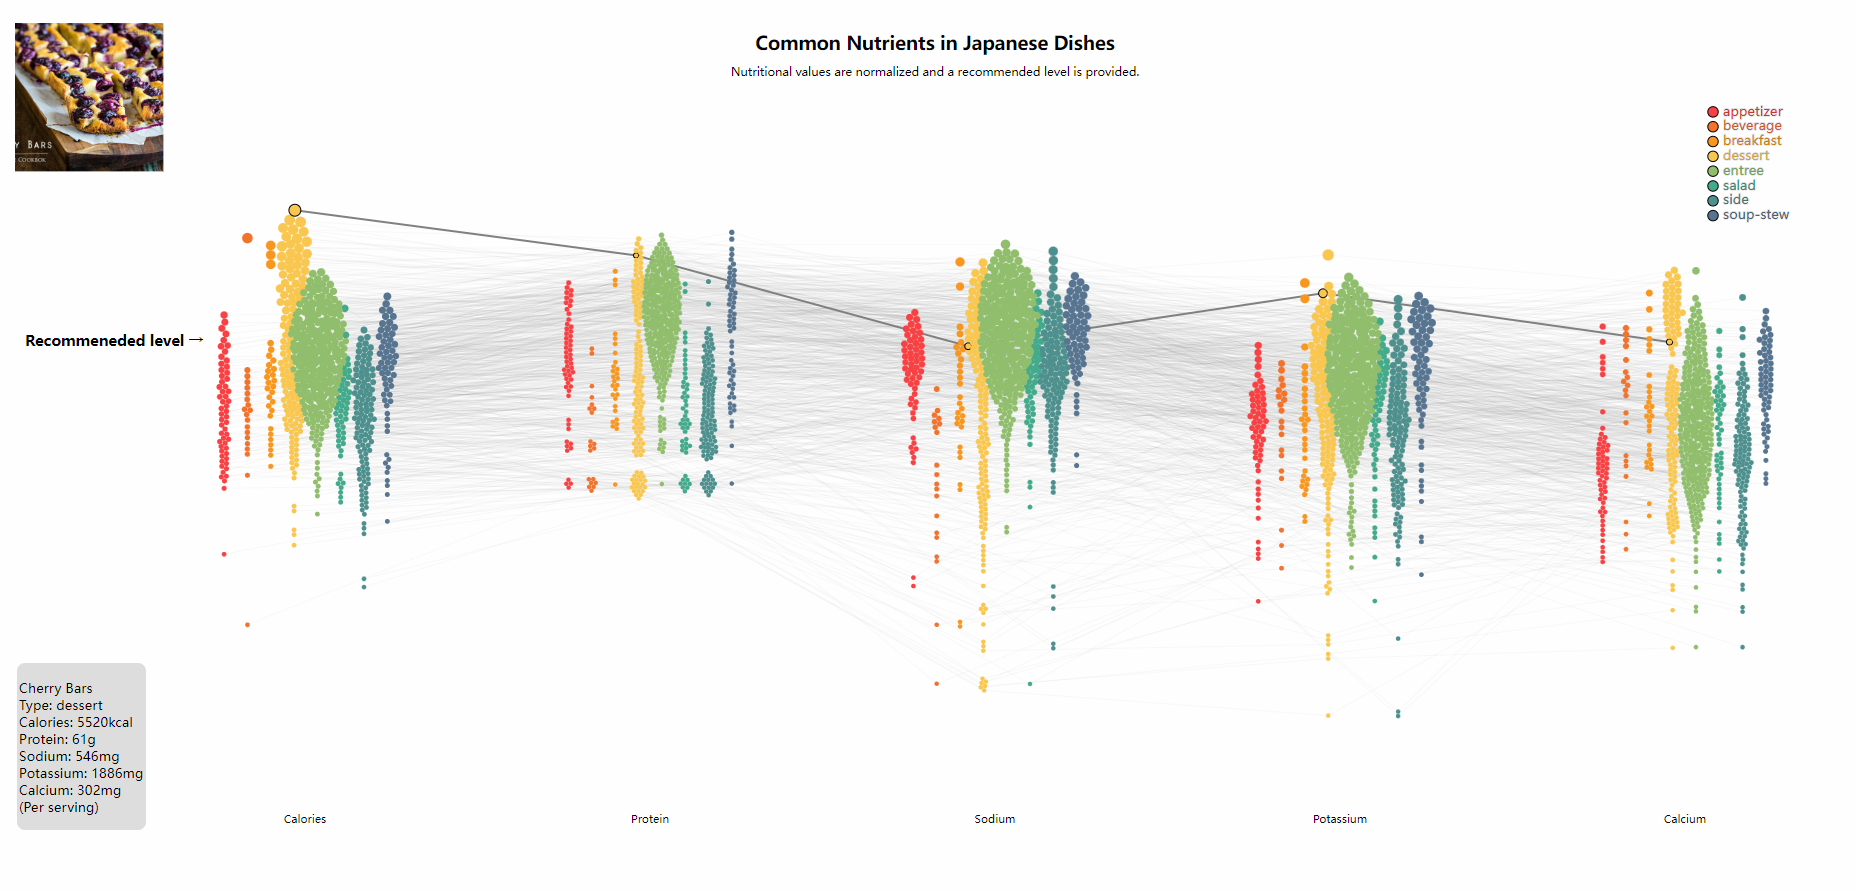 Common Nutrients in Japanese Dishes
Nutritional values are normalized and a recommended level is provided.
Y BARS
COOKBOK
appetizer
beverage
breakfast
dessert
entree
salad
side
soup-stew
Recommeneded level →
Cherry Bars
Type: dessert
Calories: 5520kcal
Protein: 61g
Sodium: 546mg
Potassium: 1886mg
Calcium: 302mg
(Per serving)
Calories
Protein
Sodium
Potassium
Calcium